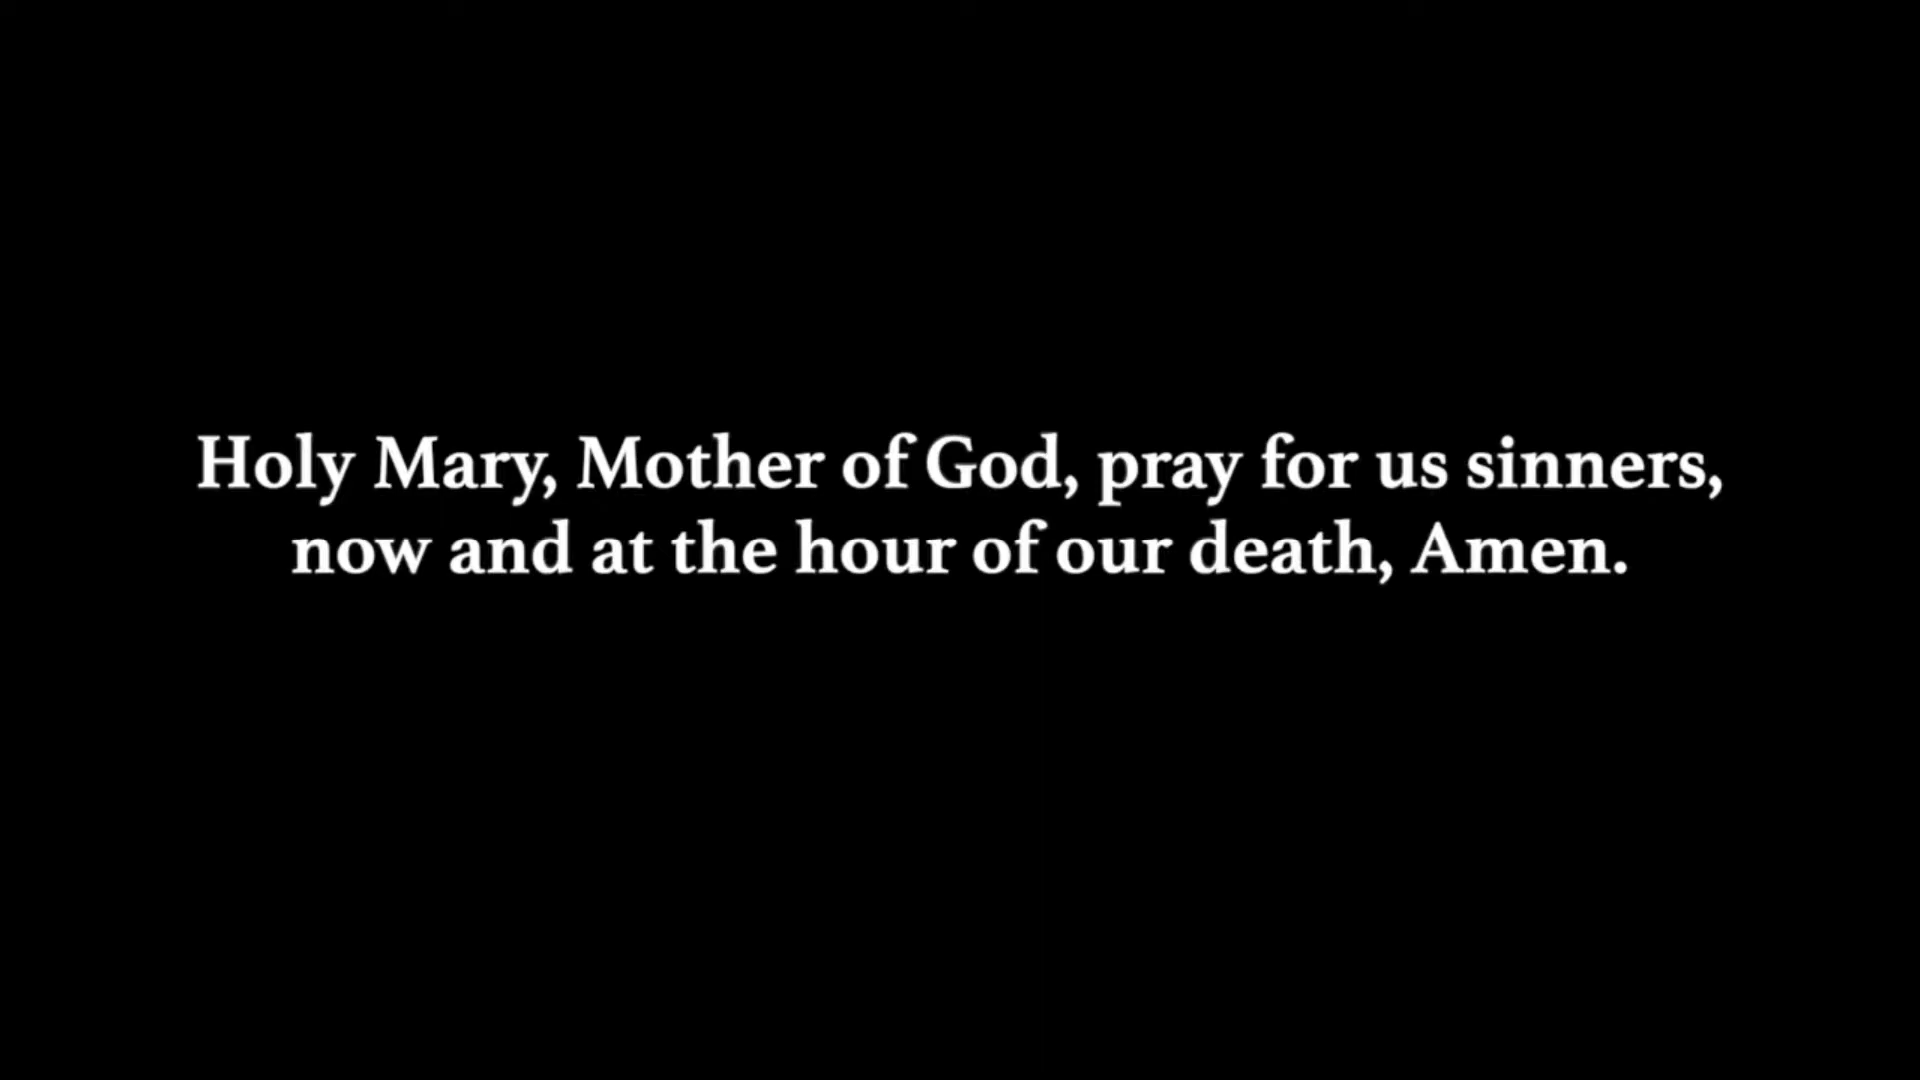 Holy Mary, Mother of God, pray for us sinners,
now and at the hour of our death, Amen.